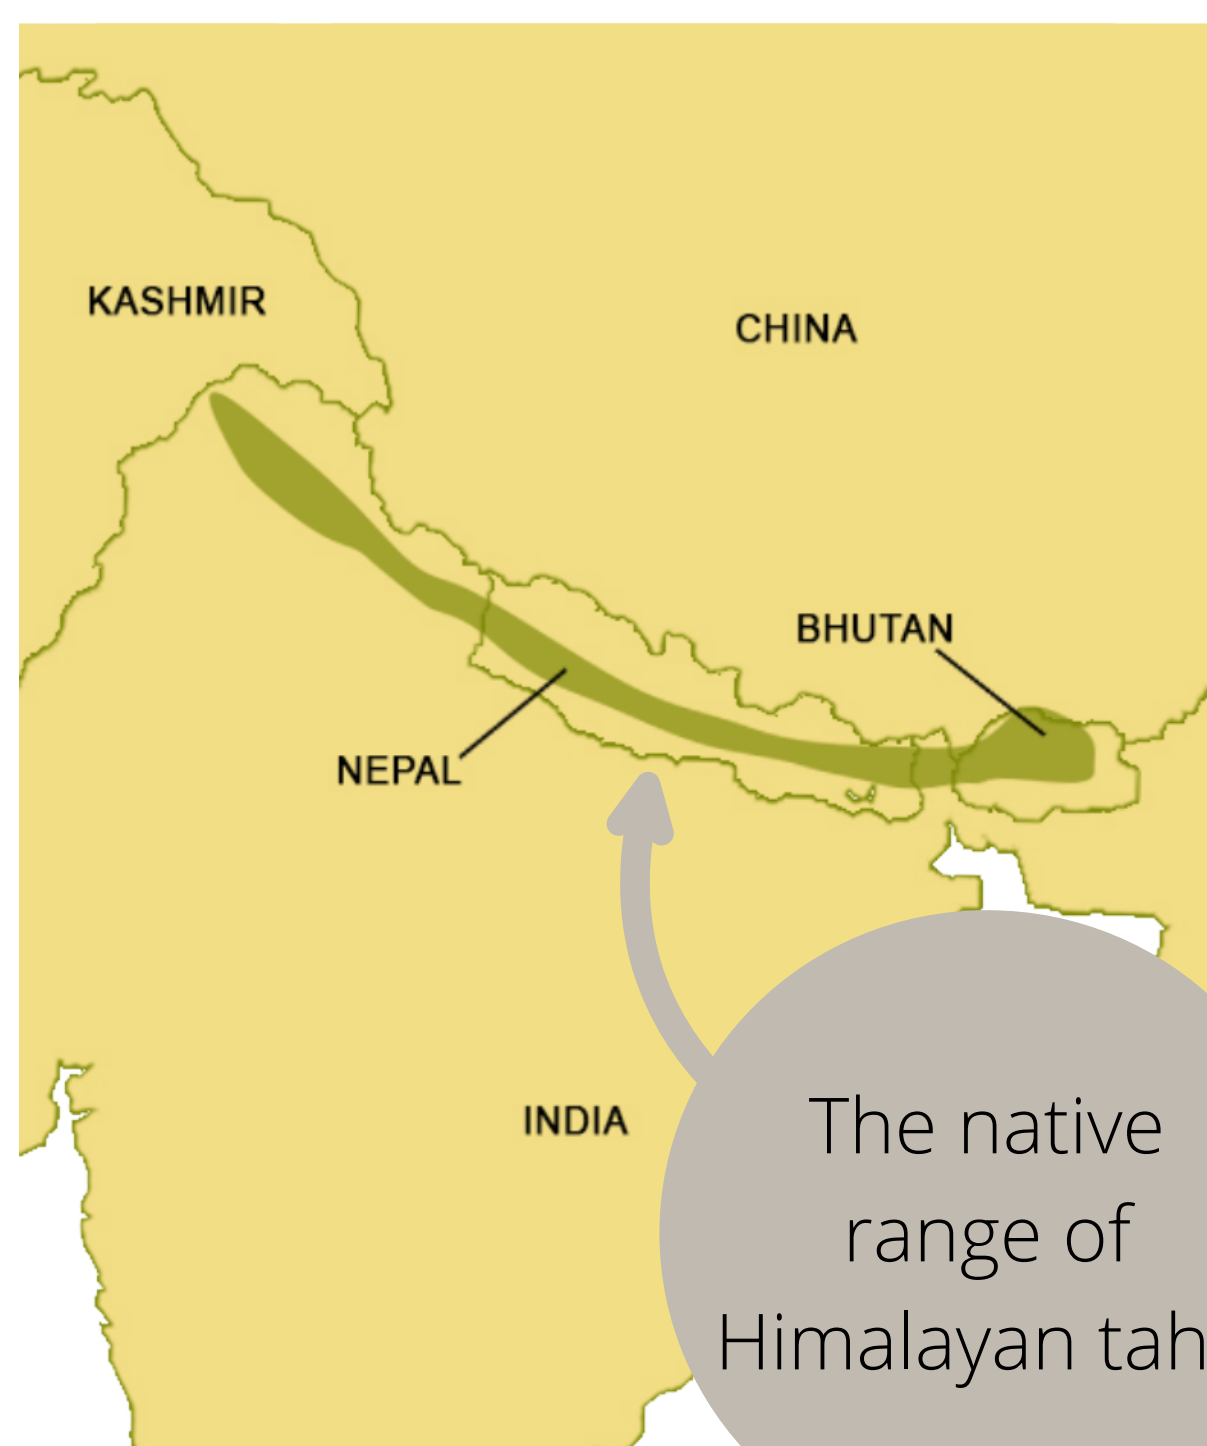 KASHMIR
CHINA
BHUTAN
NEPAL
INDIA
The native
range of
Himalayan tah